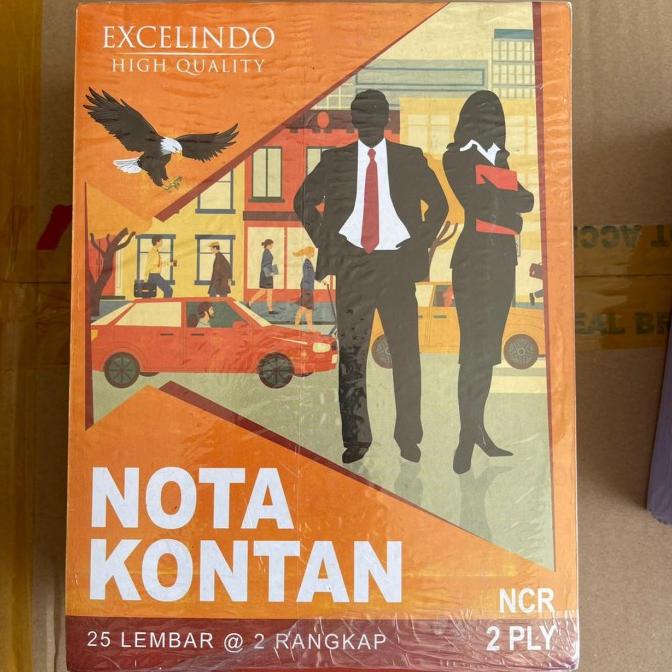 EXCELINDO
HIGH QUALITY
NOTA
KONTAN
NCR
25 LEMBAR @ 2 RANGKAP
2 PLY